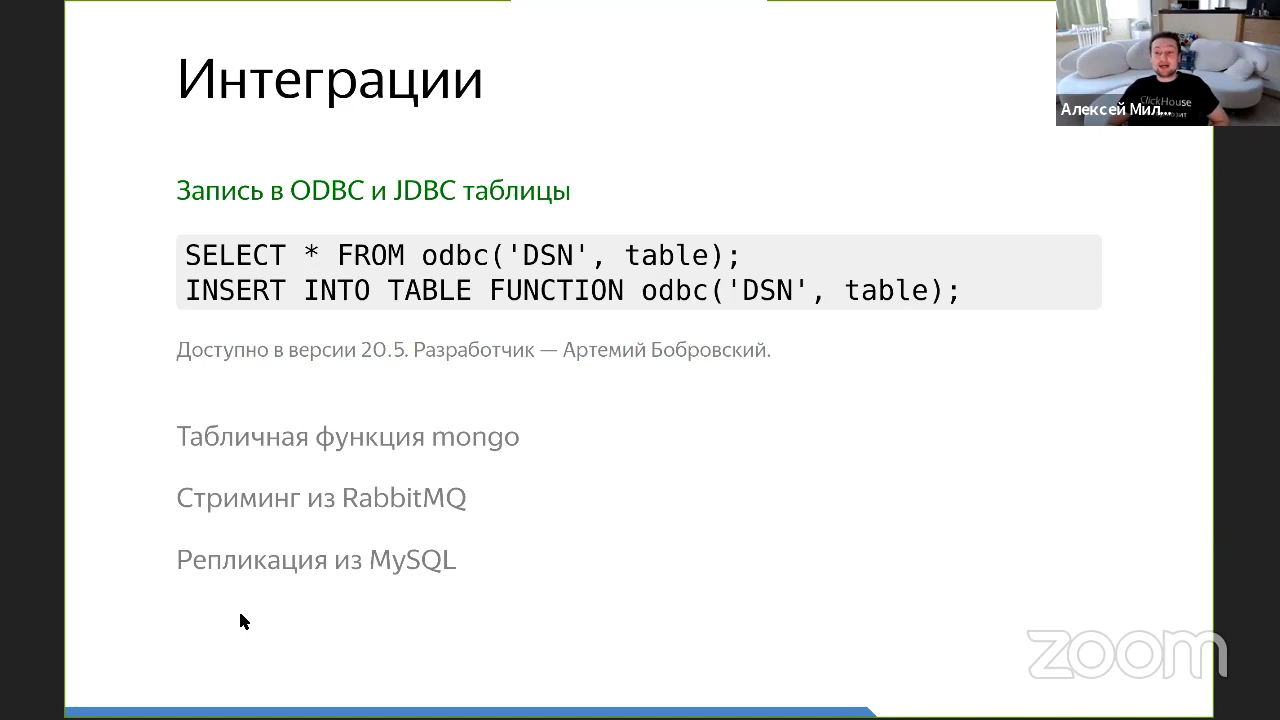 Интеграции
ClickHouse
Алексей Мил...
Запись в ODBC и JDBC таблицы
SELECT * FROM odbc('DSN', table);
INSERT INTO TABLE FUNCTION odbc('DSN', table);
Доступно в версии 20.5. Разработчик — Артемий Бобровский.
Табличная функция mongo
Стриминг из RabbitMQ
Репликация из MySQL
zoom